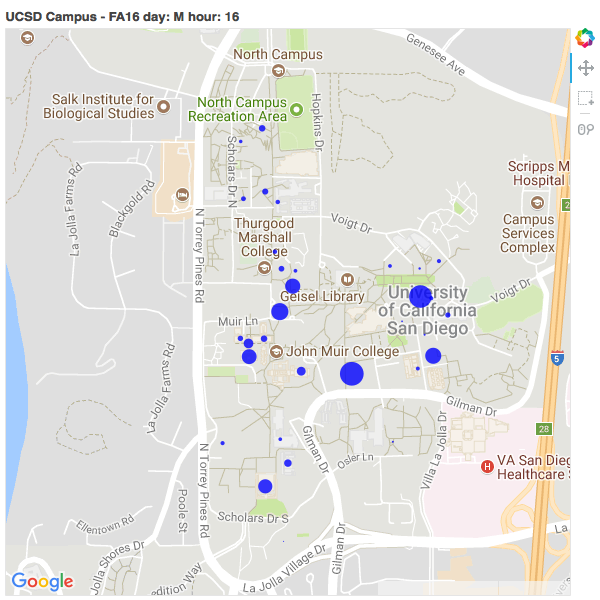 UCSD Campus - FA16 day: M hour: 16
Genesee Ave
North Campus
Salk Institute for
Biological Studies
North Campus
Recreation Area
Hopkins Dr
Scholars Dr N
Scripps M
Hospital
La Jolla Farms Rd
Blackgold Rd
2
N Torrey Pines Rd
Voigt Dr
Campus
Services
Complex
Thurgood
Marshall
College
Geisel Library
University
of California
San Diego
Voigt Dr
Muir Ln
John Muir College
5
La Jolla Farms Rd
Gilman Dr
28
Gilman Dr
Villa La Jolla Dr
N Torrey Pines Rd
Osler Ln
H
VA San Dieg
Healthcare
Poole St
Ellentown Rd
Scholars Dr S
La
La Jolla Shores Dr
Gilman Dr
La Jolla Village Dr
edition Way
Google